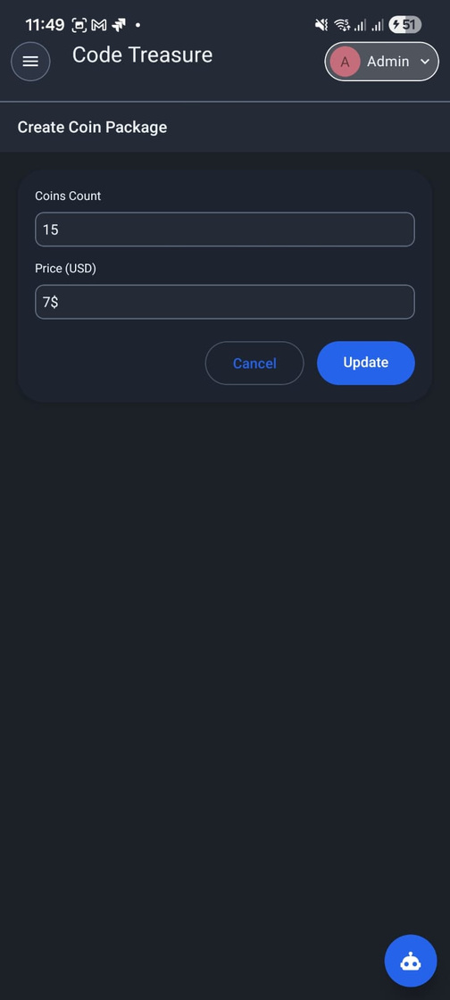 11:49
51
Code Treasure
A Admin
Create Coin Package
Coins Count
15
Price (USD)
7$
Cancel Update